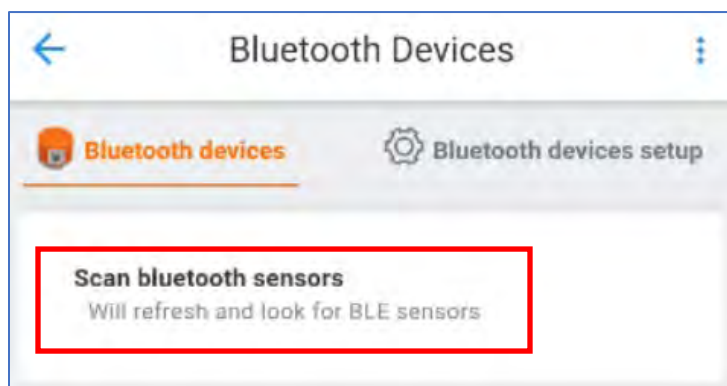 Bluetooth Devices
Bluetooth devices
Bluetooth devices setup
Scan bluetooth sensors
Will refresh and look for BLE sensors